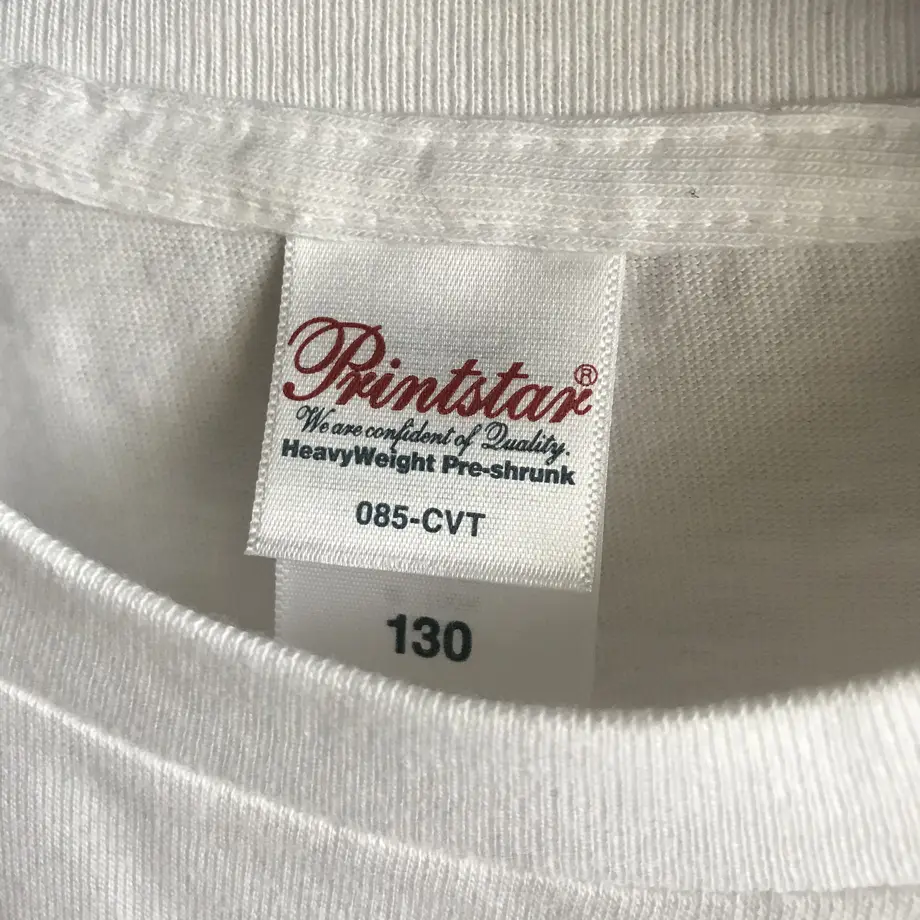 Printstar®
We are confident of Quality.
HeavyWeight Pre-shrunk
085-CVT
130